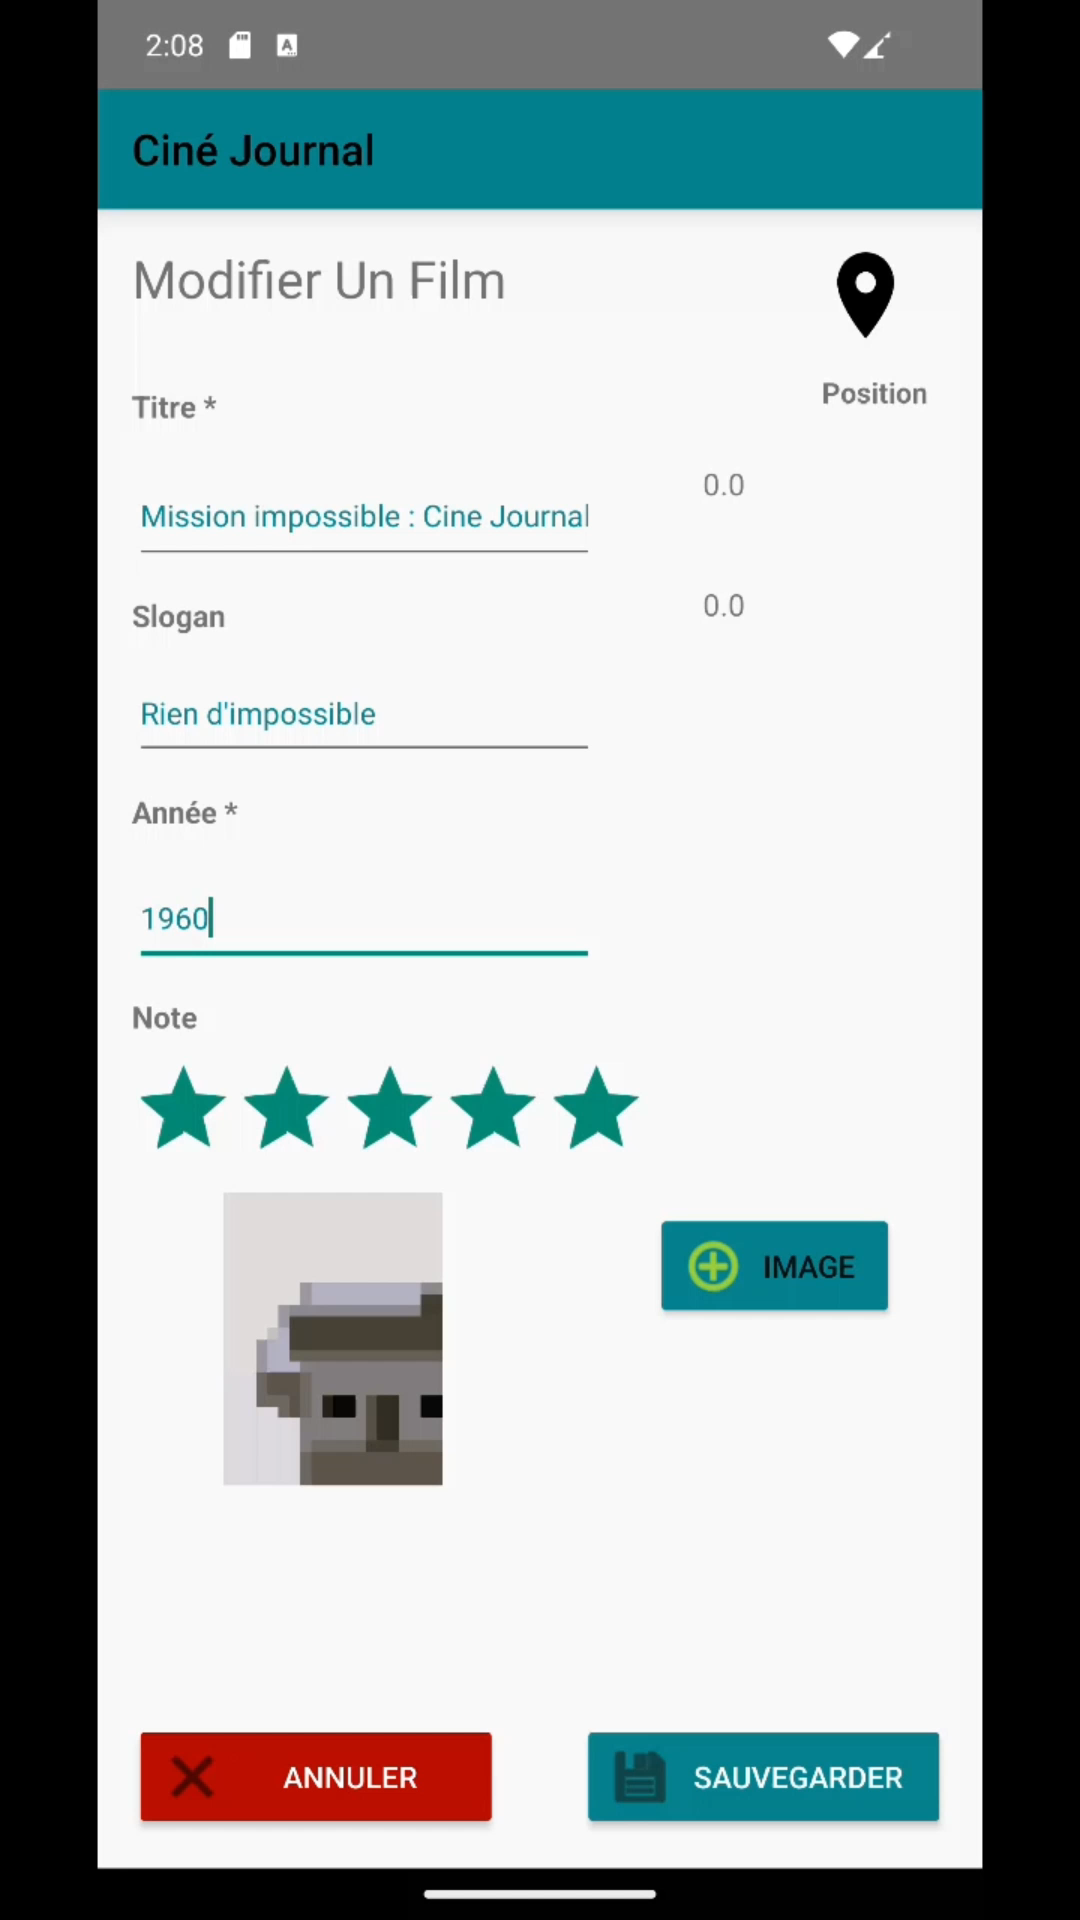 2:08
Ciné Journal
Modifier Un Film
Position
Titre *
0.0
Mission impossible : Cine Journal
0.0
Slogan
Rien d'impossible
Année *
1960
Note
IMAGE
ANNULER
SAUVEGARDER